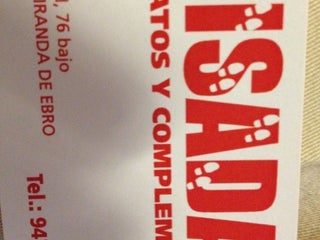 ISADA
ATOS Y COMPLEM
, 76 bajo
IRANDA DE EBRO
Tel.: 94